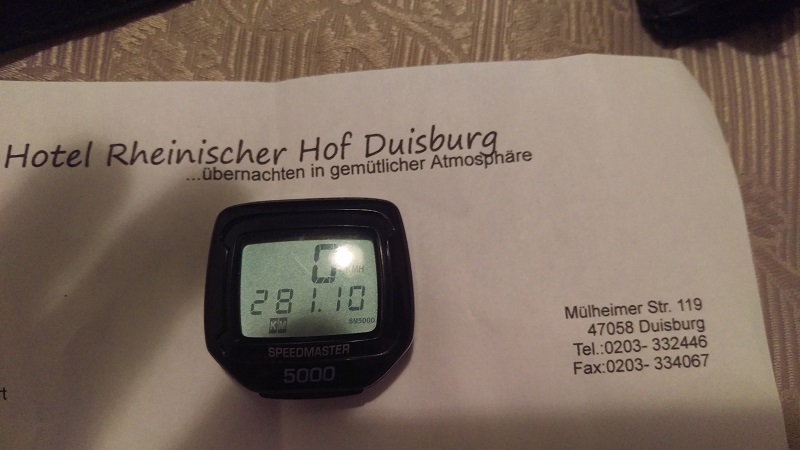 Hotel Rheinischer Hof Duisburg
...übernachten in gemütlicher Atmosphäre
0
281.10
KM
SM5000
SPEEDMASTER
5000
Mülheimer Str. 119
47058 Duisburg
Tel.:0203- 332446
Fax:0203- 334067